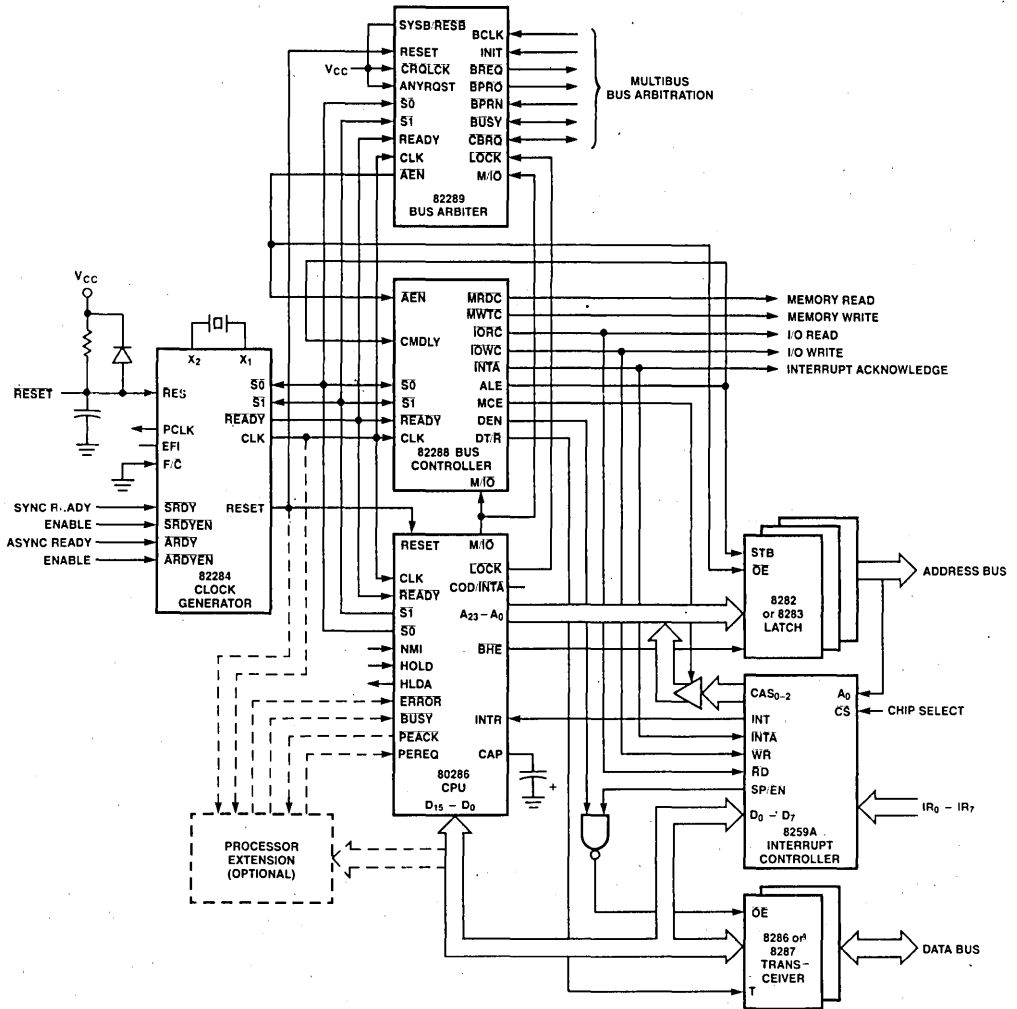 SYSB/RESB
RESET
VCC
CRQLCK
ANYRQST
S0
S1
READY
CLK
AEN
BCLK
INIT
BREQ
BPRO
BPRN
BUSY
CBRQ
LOCK
M/IO
82289
BUS ARBITER
MULTIBUS
BUS ARBITRATION
VCC
X2
X1
RESET
RES
PCLK
EFI
F/C
S0
S1
READY
CLK
RESET
SYNC READY
ENABLE
ASYNC READY
ENABLE
SRDY
SRDYEN
ARDY
ARDYEN
82284
CLOCK
GENERATOR
AEN
CMDLY
S0
S1
READY
CLK
MRDC
MWTC
IORC
IOWC
INTA
ALE
MCE
DEN
DT/R
82288 BUS
CONTROLLER
M/IO
MEMORY READ
MEMORY WRITE
I/O READ
I/O WRITE
INTERRUPT ACKNOWLEDGE
RESET
M/IO
LOCK
CLK
COD/INTA
READY
A23–A0
S1
S0
BHE
NMI
HOLD
HLDA
ERROR
BUSY
INTR
PEACK
PEREQ
CAP
+
80286
CPU
D15 – D0
PROCESSOR
EXTENSION
(OPTIONAL)
STB
OE
8282
or 8283
LATCH
ADDRESS BUS
CAS0-2
A0
CS
CHIP SELECT
INT
INTA
WR
RD
SP/EN
D0 – D7
IR0 – IR7
8259A
INTERRUPT
CONTROLLER
OE
8286 or
8287
TRANS-
CEIVER
T
DATA BUS